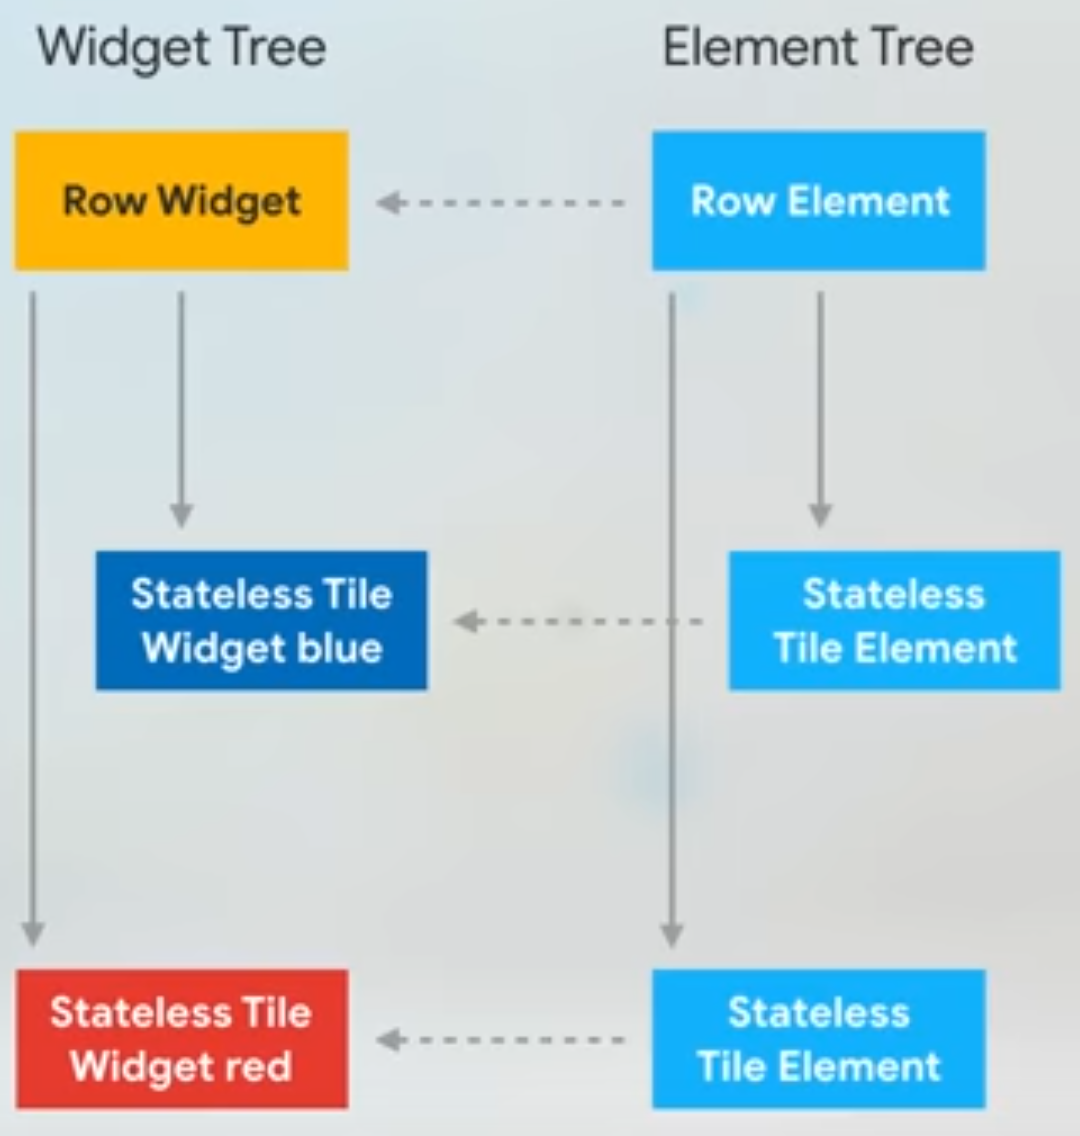 Widget Tree
Element Tree
Row Widget
Row Element
Stateless Tile
Widget blue
Stateless
Tile Element
Stateless Tile
Widget red
Stateless
Tile Element